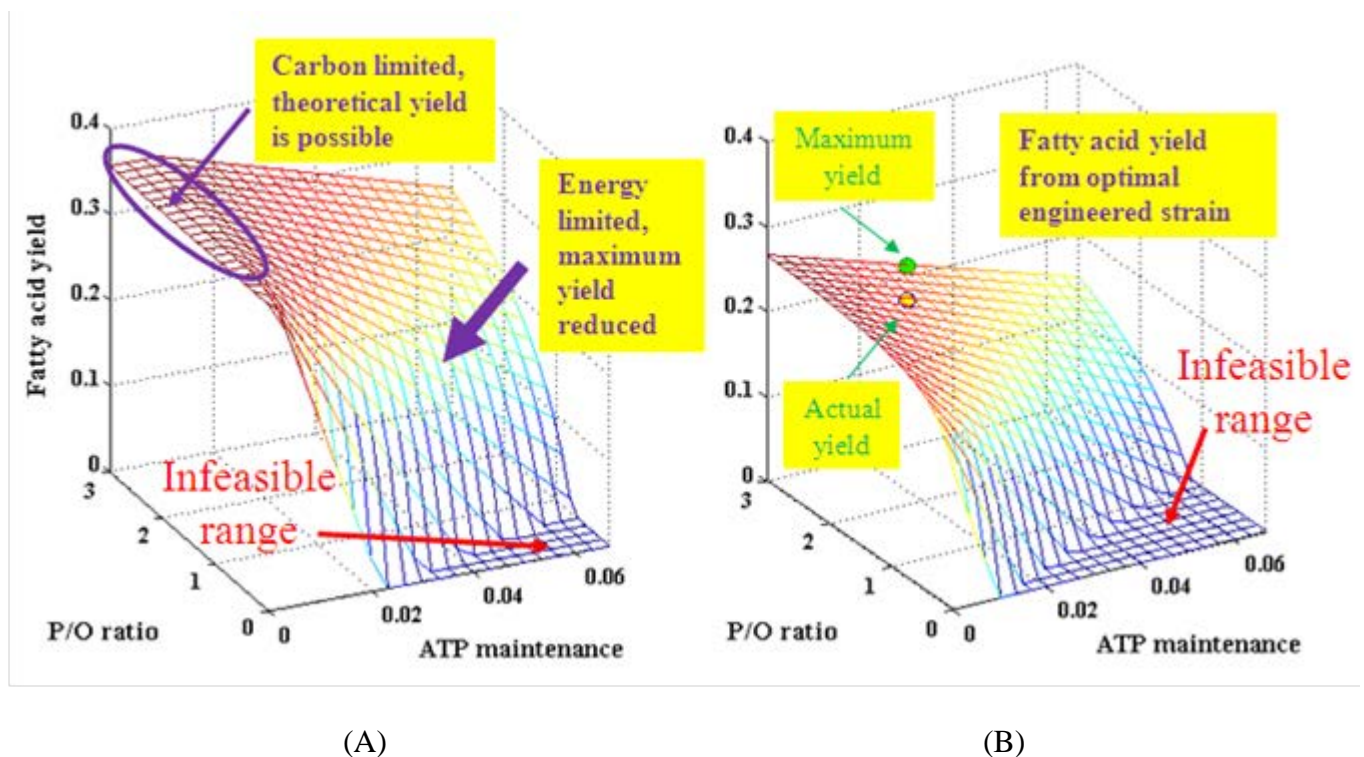 Carbon limited,
theoretical yield
is possible
Energy
limited,
maximum
yield
reduced
Infeasible
range
0.4
0.3
0.2
0.1
0
Fatty acid yield
3
2
1
0
P/O ratio
0
0.02
0.04
0.06
ATP maintenance
(A)
Maximum
yield
Fatty acid yield
from optimal
engineered strain
Actual
yield
Infeasible
range
0.4
0.3
0.2
0.1
0
3
2
1
0
P/O ratio
0
0.02
0.04
0.06
ATP maintenance
(B)